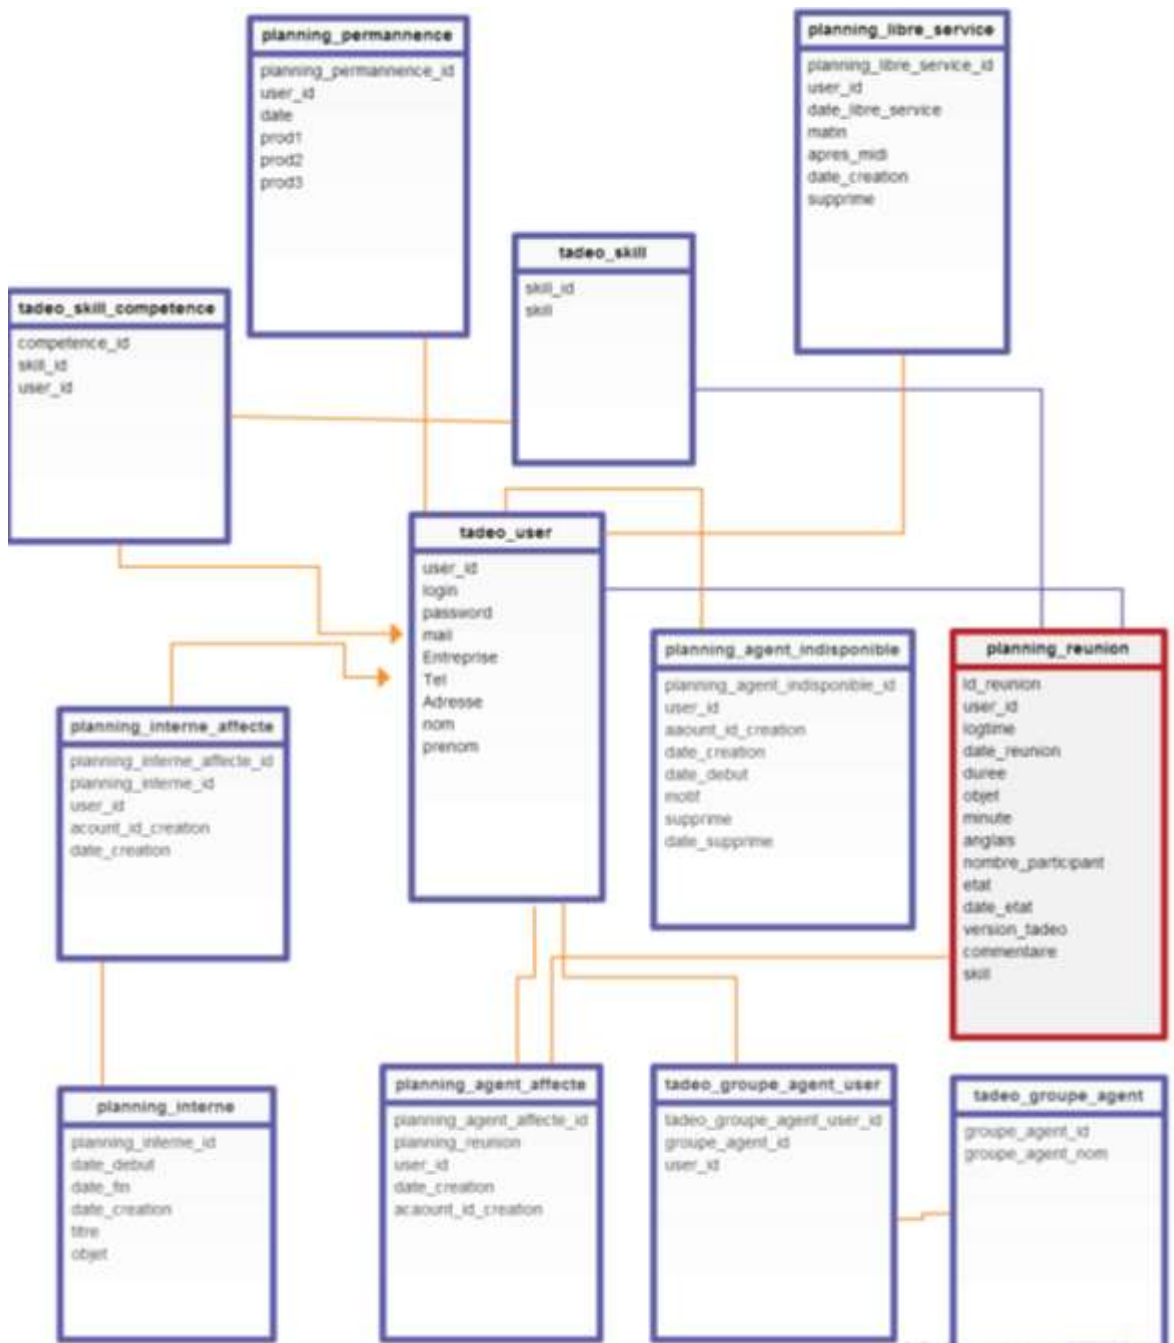 planning_permannence
planning_permannence_id
user_id
date
prod1
prod2
prod3
planning_libre_service
planning_libre_service_id
user_id
date_libre_service
matin
apres_midi
date_creation
supprime
tadeo_skill
skill_id
skill
tadeo_skill_competence
competence_id
skill_id
user_id
tadeo_user
user_id
login
password
mail
Entreprise
Tel
Adresse
nom
prenom
planning_agent_indisponible
planning_agent_indisponible_id
user_id
aaount_id_creation
date_creation
date_debut
motif
supprime
date_supprime
planning_reunion
id_reunion
user_id
logtime
date_reunion
duree
objet
minute
anglais
nombre_participant
etat
date_etat
version_tadeo
commentaire
skill
planning_interne_affecte
planning_interne_affecte_id
planning_interne_id
user_id
acount_id_creation
date_creation
planning_interne
planning_interne_id
date_debut
date_fin
date_creation
titre
objet
planning_agent_affecte
planning_agent_affecte_id
planning_reunion
user_id
date_creation
acaount_id_creation
tadeo_groupe_agent_user
tadeo_groupe_agent_user_id
groupe_agent_id
user_id
tadeo_groupe_agent
groupe_agent_id
groupe_agent_nom